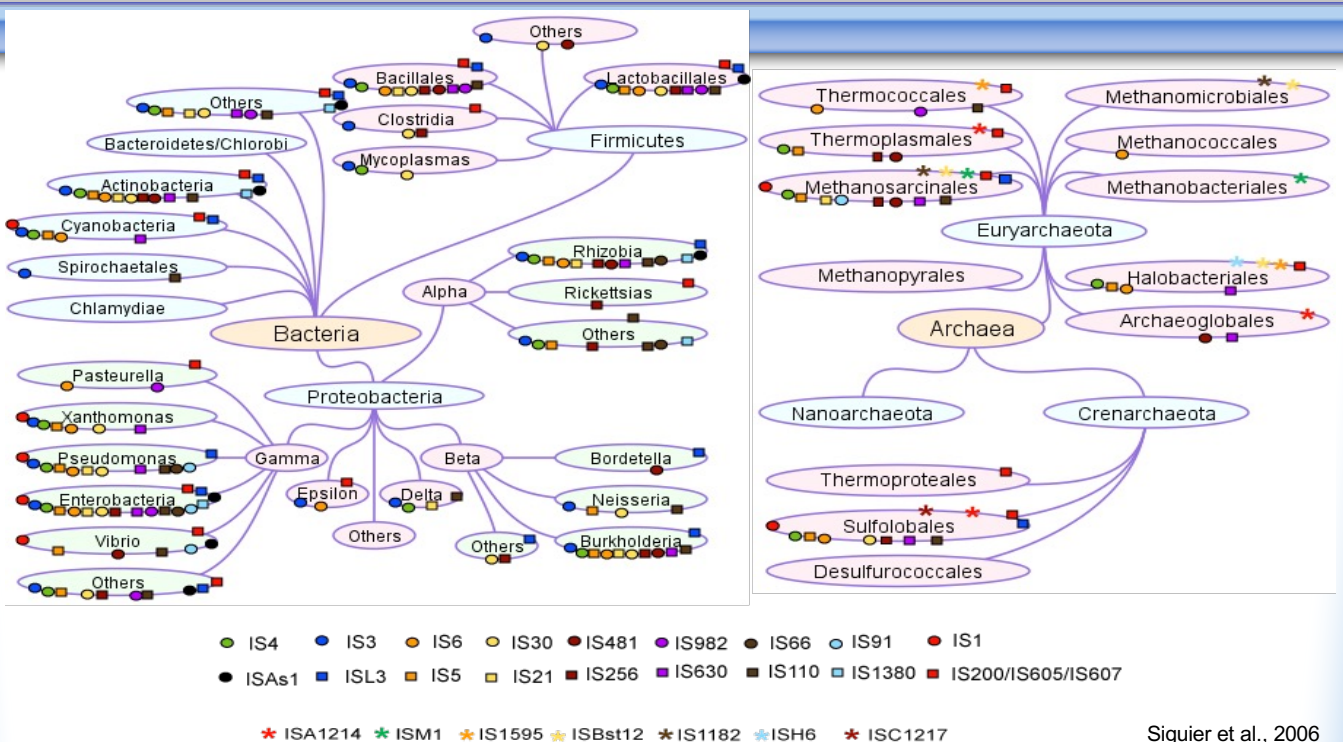 Others
Bacillales
Lactobacillales
Others
Clostridia
Firmicutes
Bacteroidetes/Chlorobi
Mycoplasmas
Actinobacteria
Cyanobacteria
Rhizobia
Spirochaetales
Alpha
Rickettsias
Chlamydiae
Others
Bacteria
Pasteurella
Proteobacteria
Xanthomonas
Pseudomonas
Gamma
Beta
Bordetella
Enterobacteria
Epsilon
Delta
Neisseria
Vibrio
Others
Others
Burkholderia
Others
Thermococcales
Methanomicrobiales
Thermoplasmales
Methanococcales
Methanosarcinales
Methanobacteriales
Euryarchaeota
Methanopyrales
Halobacteriales
Archaea
Archaeoglobales
Nanoarchaeota
Crenarchaeota
Thermoproteales
Sulfolobales
Desulfurococcales
IS4 IS3 IS6 IS30 IS481 IS982 IS66 IS91 IS1
ISAs1 ISL3 IS5 IS21 IS256 IS630 IS110 IS1380 IS200/IS605/IS607
ISA1214 ISM1 IS1595 ISBst12 IS1182 ISH6 ISC1217
Siguier et al., 2006